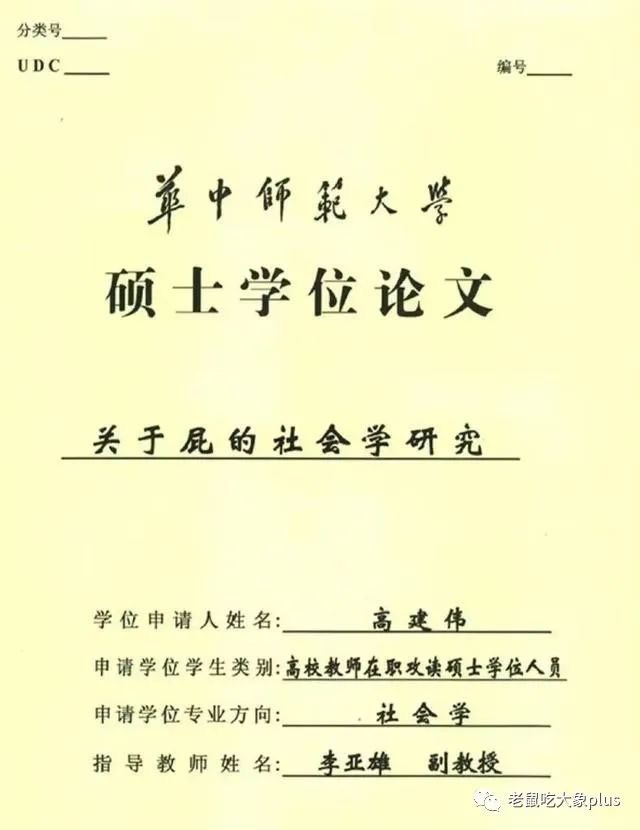 分类号
UDC 编号
華中師範大學
硕士学位论文
关于屁的社会学研究
学位申请人姓名: 高建伟
申请学位学生类别: 高校教师在职攻读硕士学位人员
申请学位专业方向: 社会学
指导教师姓名: 李亚雄 副教授
老鼠吃大象plus